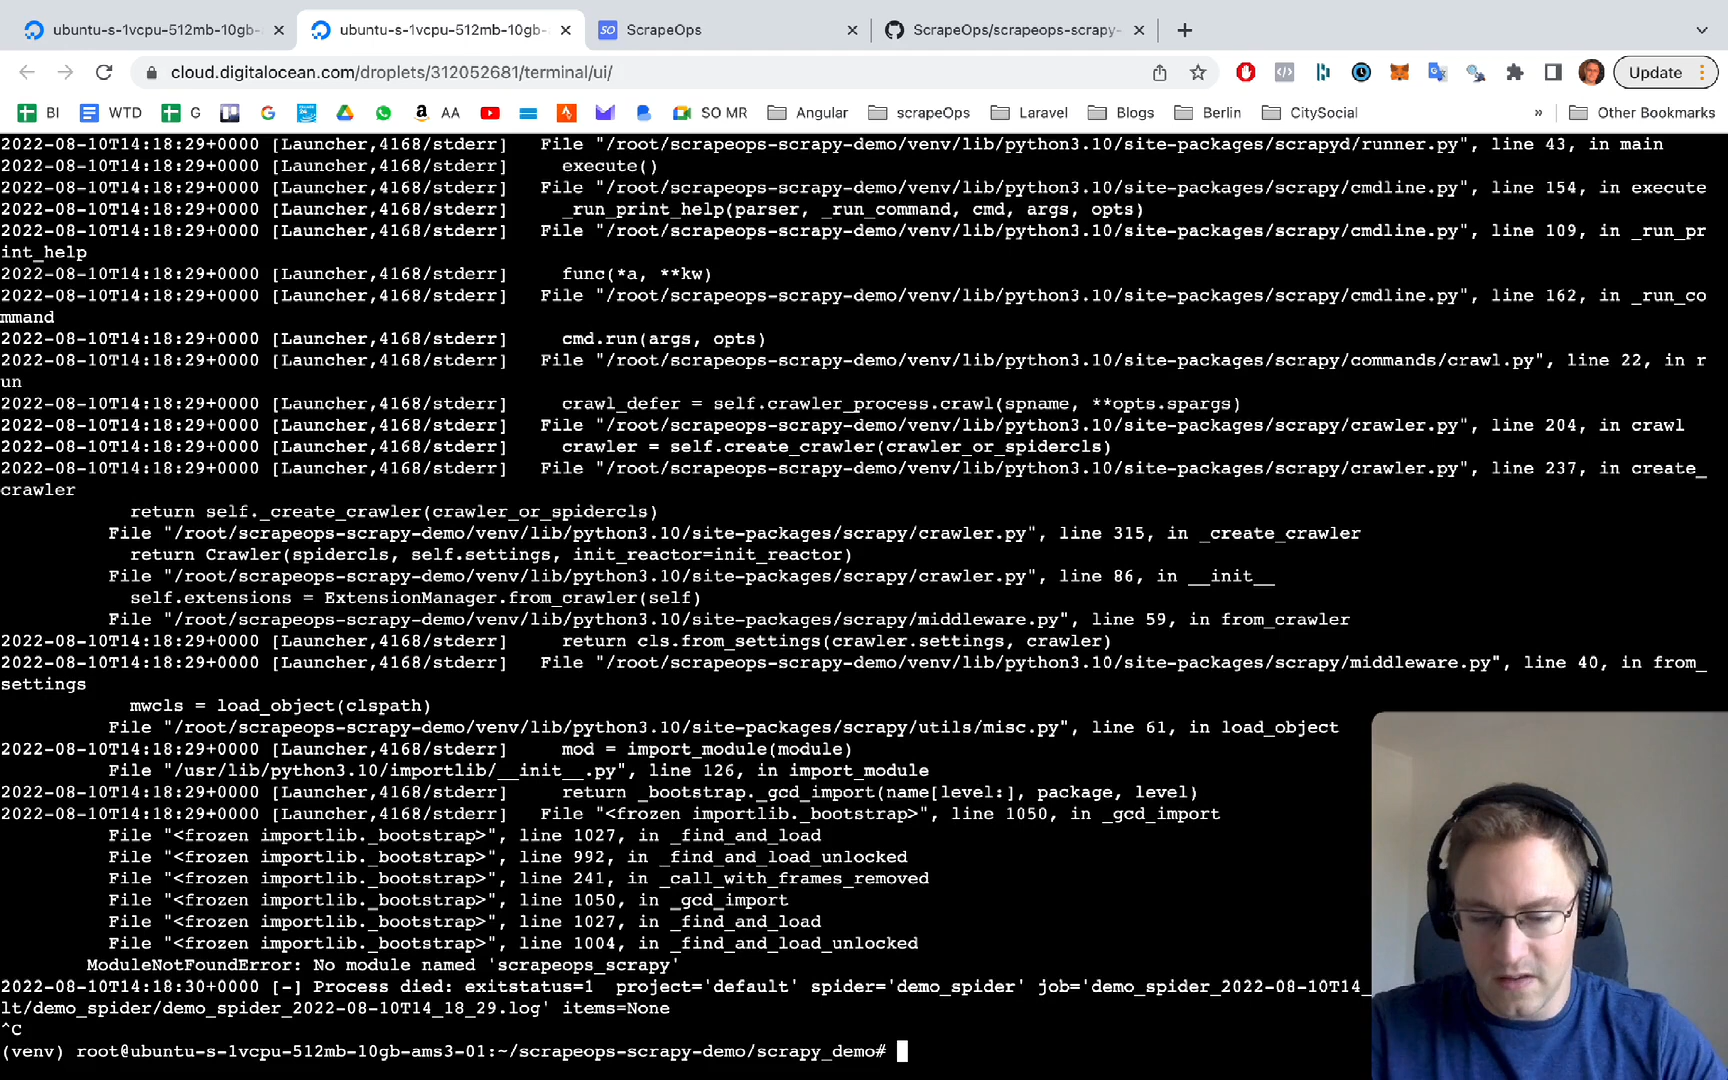 ubuntu-s-1vcpu-512mb-10gb- ubuntu-s-1vcpu-512mb-10gb- SO ScrapeOps ScrapeOps/scrapeops-scrapy-
cloud.digitalocean.com/droplets/312052681/terminal/ui/ Update
BI WTD G AA SO MR Angular scrapeOps Laravel Blogs Berlin CitySocial » Other Bookmarks
2022-08-10T14:18:29+0000 [Launcher,4168/stderr]   File "/root/scrapeops-scrapy-demo/venv/lib/python3.10/site-packages/scrapyd/runner.py", line 43, in main
2022-08-10T14:18:29+0000 [Launcher,4168/stderr]     execute()
2022-08-10T14:18:29+0000 [Launcher,4168/stderr]   File "/root/scrapeops-scrapy-demo/venv/lib/python3.10/site-packages/scrapy/cmdline.py", line 154, in execute
2022-08-10T14:18:29+0000 [Launcher,4168/stderr]     _run_print_help(parser, _run_command, cmd, args, opts)
2022-08-10T14:18:29+0000 [Launcher,4168/stderr]   File "/root/scrapeops-scrapy-demo/venv/lib/python3.10/site-packages/scrapy/cmdline.py", line 109, in _run_pr
int_help
2022-08-10T14:18:29+0000 [Launcher,4168/stderr]     func(*a, **kw)
2022-08-10T14:18:29+0000 [Launcher,4168/stderr]   File "/root/scrapeops-scrapy-demo/venv/lib/python3.10/site-packages/scrapy/cmdline.py", line 162, in _run_co
mmand
2022-08-10T14:18:29+0000 [Launcher,4168/stderr]     cmd.run(args, opts)
2022-08-10T14:18:29+0000 [Launcher,4168/stderr]   File "/root/scrapeops-scrapy-demo/venv/lib/python3.10/site-packages/scrapy/commands/crawl.py", line 22, in r
un
2022-08-10T14:18:29+0000 [Launcher,4168/stderr]     crawl_defer = self.crawler_process.crawl(spname, **opts.spargs)
2022-08-10T14:18:29+0000 [Launcher,4168/stderr]   File "/root/scrapeops-scrapy-demo/venv/lib/python3.10/site-packages/scrapy/crawler.py", line 204, in crawl
2022-08-10T14:18:29+0000 [Launcher,4168/stderr]     crawler = self.create_crawler(crawler_or_spidercls)
2022-08-10T14:18:29+0000 [Launcher,4168/stderr]   File "/root/scrapeops-scrapy-demo/venv/lib/python3.10/site-packages/scrapy/crawler.py", line 237, in create_
crawler
return self._create_crawler(crawler_or_spidercls)
File "/root/scrapeops-scrapy-demo/venv/lib/python3.10/site-packages/scrapy/crawler.py", line 315, in _create_crawler
return Crawler(spidercls, self.settings, init_reactor=init_reactor)
File "/root/scrapeops-scrapy-demo/venv/lib/python3.10/site-packages/scrapy/crawler.py", line 86, in __init__
self.extensions = ExtensionManager.from_crawler(self)
File "/root/scrapeops-scrapy-demo/venv/lib/python3.10/site-packages/scrapy/middleware.py", line 59, in from_crawler
2022-08-10T14:18:29+0000 [Launcher,4168/stderr]     return cls.from_settings(crawler.settings, crawler)
2022-08-10T14:18:29+0000 [Launcher,4168/stderr]   File "/root/scrapeops-scrapy-demo/venv/lib/python3.10/site-packages/scrapy/middleware.py", line 40, in from_
settings
mwcls = load_object(clspath)
File "/root/scrapeops-scrapy-demo/venv/lib/python3.10/site-packages/scrapy/utils/misc.py", line 61, in load_object
2022-08-10T14:18:29+0000 [Launcher,4168/stderr]     mod = import_module(module)
File "/usr/lib/python3.10/importlib/__init__.py", line 126, in import_module
2022-08-10T14:18:29+0000 [Launcher,4168/stderr]     return _bootstrap._gcd_import(name[level:], package, level)
2022-08-10T14:18:29+0000 [Launcher,4168/stderr]   File "<frozen importlib._bootstrap>", line 1050, in _gcd_import
File "<frozen importlib._bootstrap>", line 1027, in _find_and_load
File "<frozen importlib._bootstrap>", line 992, in _find_and_load_unlocked
File "<frozen importlib._bootstrap>", line 241, in _call_with_frames_removed
File "<frozen importlib._bootstrap>", line 1050, in _gcd_import
File "<frozen importlib._bootstrap>", line 1027, in _find_and_load
File "<frozen importlib._bootstrap>", line 1004, in _find_and_load_unlocked
ModuleNotFoundError: No module named 'scrapeops_scrapy'
2022-08-10T14:18:30+0000 [-] Process died: exitstatus=1  project='default' spider='demo_spider' job='demo_spider_2022-08-10T14_
lt/demo_spider/demo_spider_2022-08-10T14_18_29.log' items=None
^C
(venv) root@ubuntu-s-1vcpu-512mb-10gb-ams3-01:~/scrapeops-scrapy-demo/scrapy_demo#